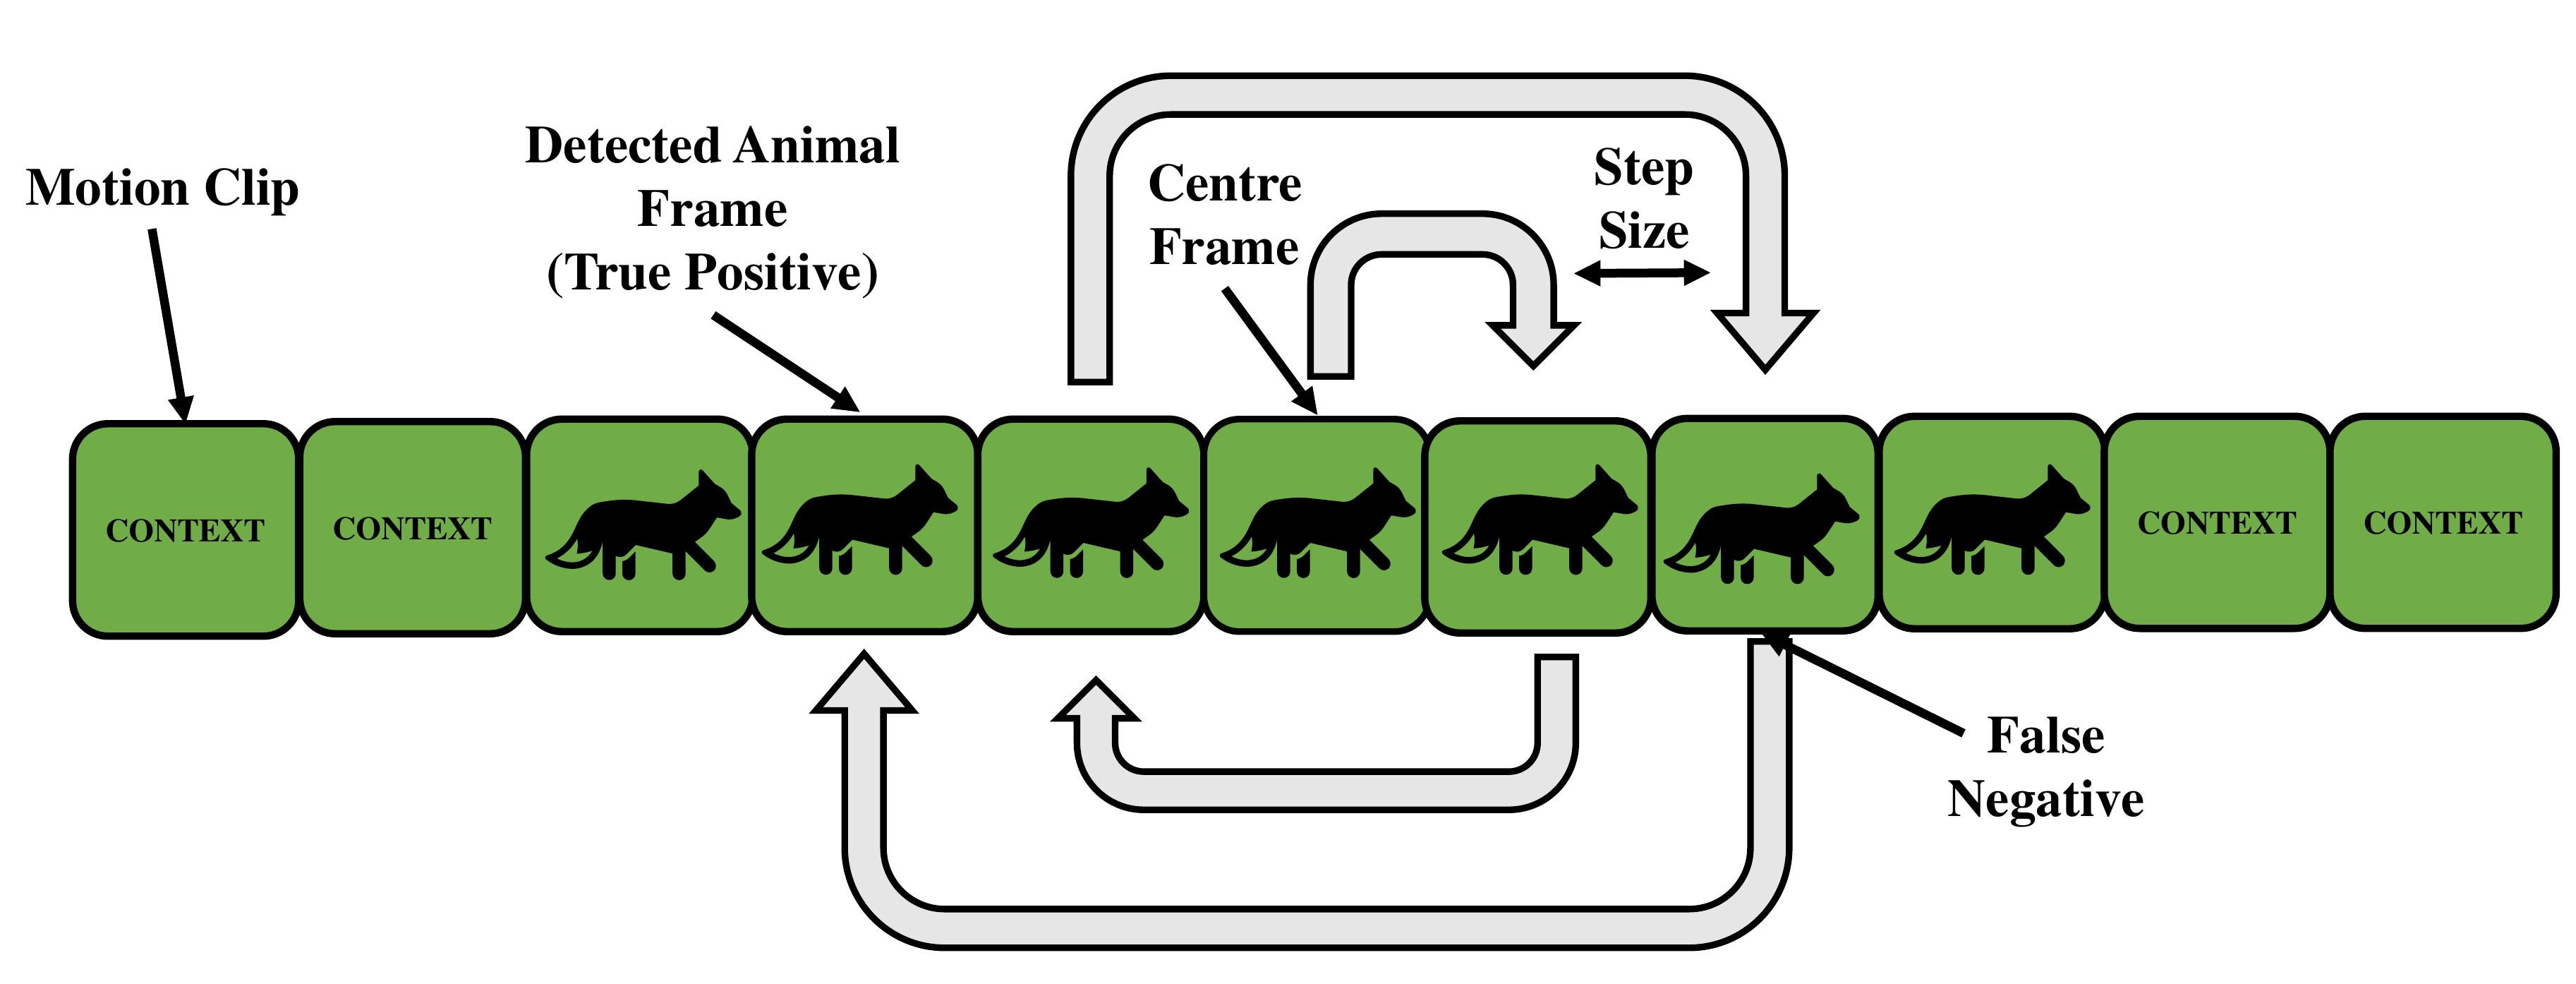 Motion Clip
Detected Animal
Frame
(True Positive)
Centre
Frame
Step
Size
CONTEXT
CONTEXT
CONTEXT
CONTEXT
False
Negative